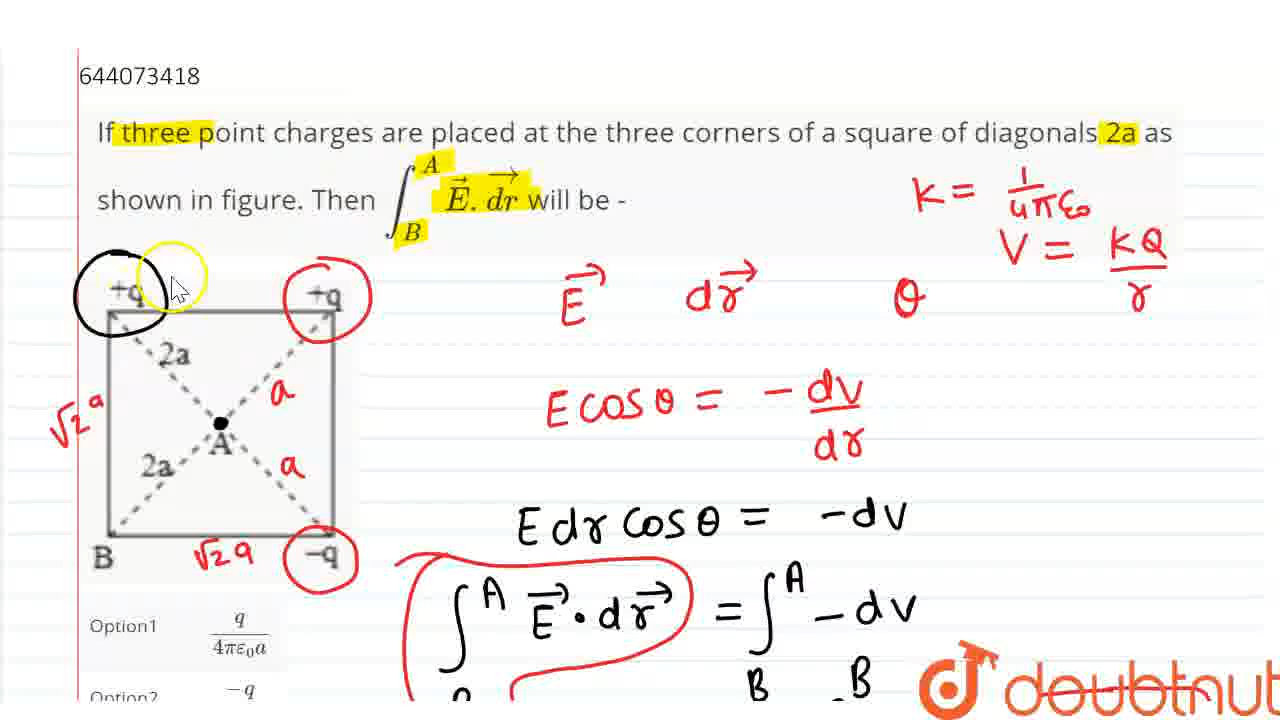 644073418
If three point charges are placed at the three corners of a square of diagonals 2a as
shown in figure. Then ∫_B^A E⃗. dr⃗ will be -
K = 1/4πε₀
V = KQ/r
+q +q
E⃗ dr⃗ θ
2a a
√2 a
E cos θ = - dv/dr
A
2a a
E dr cos θ = - dv
B √2 a -q
∫ A E⃗ · dr⃗ = ∫_B^A - dv
Option1 q/4πε₀a
B
Option2 -q
doubtnut